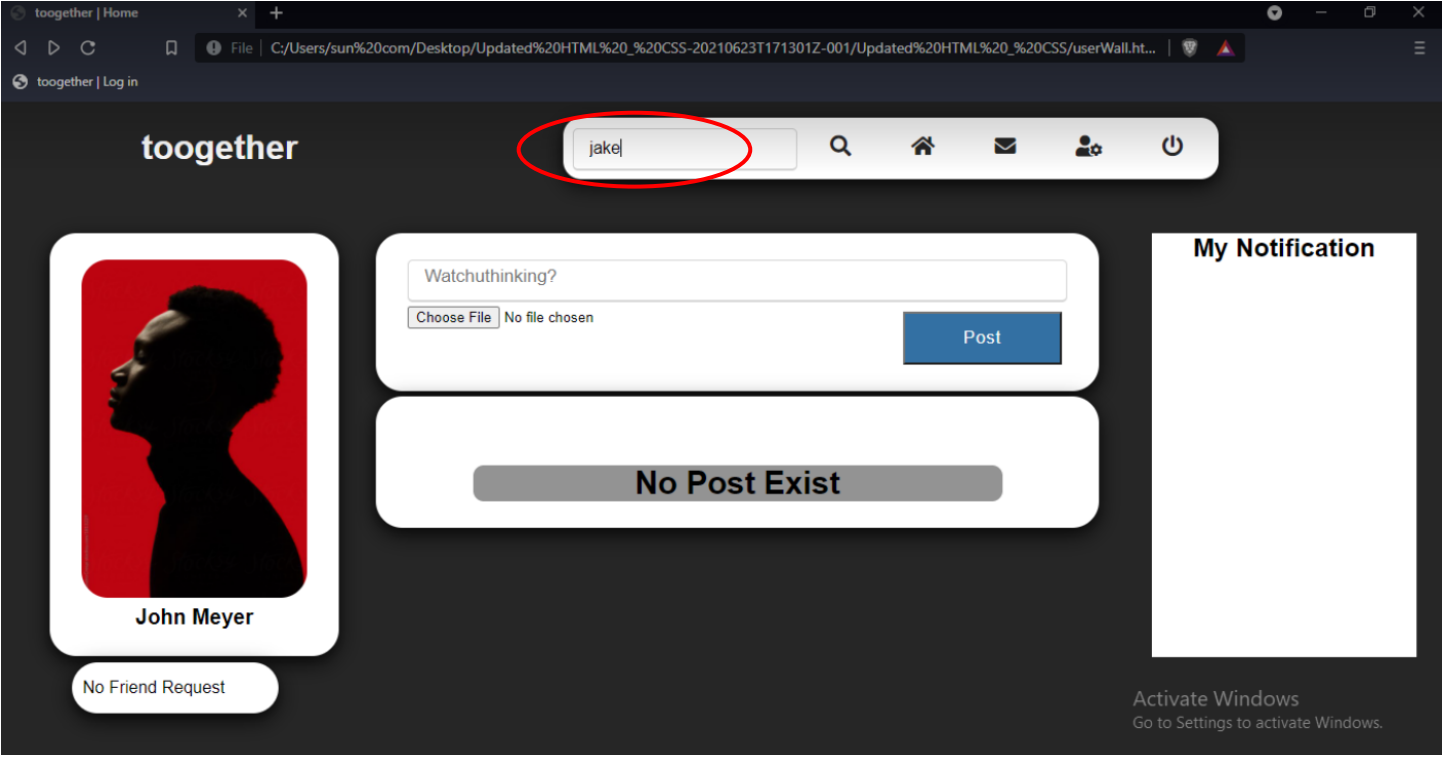 toogether | Home
File C:/Users/sun%20com/Desktop/Updated%20HTML%20_%20CSS-20210623T171301Z-001/Updated%20HTML%20_%20CSS/userWall.ht...
toogether | Log in
toogether
jake
Watchuthinking?
Choose File No file chosen
Post
No Post Exist
John Meyer
No Friend Request
My Notification
Activate Windows
Go to Settings to activate Windows.